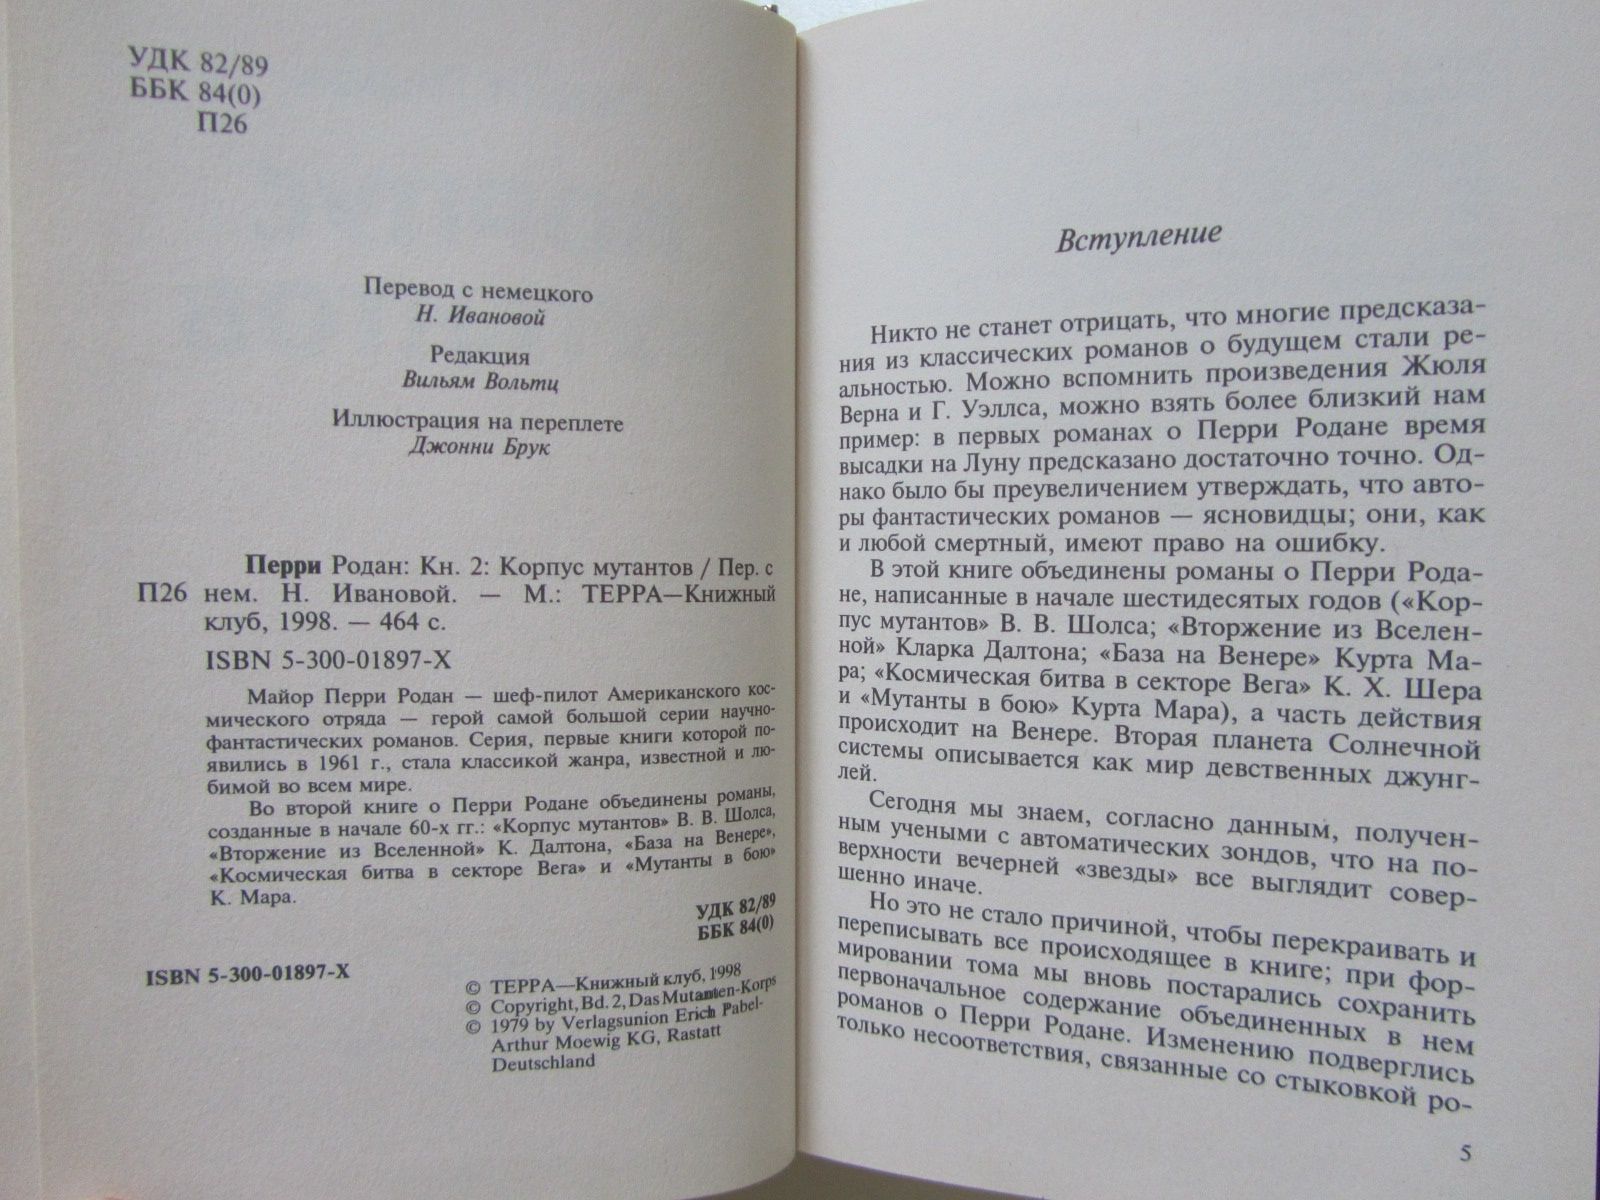 УДК 82/89
ББК 84(0)
П26
Перевод с немецкого
Н. Ивановой
Редакция
Вильям Вольтц
Иллюстрация на переплете
Джонни Брук
Перри Родан: Кн. 2: Корпус мутантов / Пер. с
П26 нем. Н. Ивановой. — М.: ТЕРРА—Книжный
клуб, 1998. — 464 с.
ISBN 5-300-01897-X
Майор Перри Родан — шеф-пилот Американского кос-
мического отряда — герой самой большой серии научно-
фантастических романов. Серия, первые книги которой по-
явились в 1961 г., стала классикой жанра, известной и лю-
бимой во всем мире.
Во второй книге о Перри Родане объединены романы,
созданные в начале 60-х гг.: «Корпус мутантов» В. В. Шолса,
«Вторжение из Вселенной» К. Далтона, «База на Венере»,
«Космическая битва в секторе Вега» и «Мутанты в бою»
К. Мара.
УДК 82/89
ББК 84(0)
ISBN 5-300-01897-X
© ТЕРРА—Книжный клуб, 1998
© Copyright, Bd. 2, Das Mutanten-Korps
© 1979 by Verlagsunion Erich Pabel-
Arthur Moewig KG, Rastatt
Deutschland
Вступление
Никто не станет отрицать, что многие предсказа-
ния из классических романов о будущем стали ре-
альностью. Можно вспомнить произведения Жюля
Верна и Г. Уэллса, можно взять более близкий нам
пример: в первых романах о Перри Родане время
высадки на Луну предсказано достаточно точно. Од-
нако было бы преувеличением утверждать, что авто-
ры фантастических романов — ясновидцы; они, как
и любой смертный, имеют право на ошибку.
В этой книге объединены романы о Перри Рода-
не, написанные в начале шестидесятых годов («Кор-
пус мутантов» В. В. Шолса; «Вторжение из Вселен-
ной» Кларка Далтона; «База на Венере» Курта Ма-
ра; «Космическая битва в секторе Вега» К. Х. Шера
и «Мутанты в бою» Курта Мара), а часть действия
происходит на Венере. Вторая планета Солнечной
системы описывается как мир девственных джунг-
лей.
Сегодня мы знаем, согласно данным, получен-
ным учеными с автоматических зондов, что на по-
верхности вечерней «звезды» все выглядит совер-
шенно иначе.
Но это не стало причиной, чтобы перекраивать и
переписывать все происходящее в книге; при фор-
мировании тома мы вновь постарались сохранить
первоначальное содержание объединенных в нем
романов о Перри Родане. Изменению подверглись
только несоответствия, связанные со стыковкой ро-
5